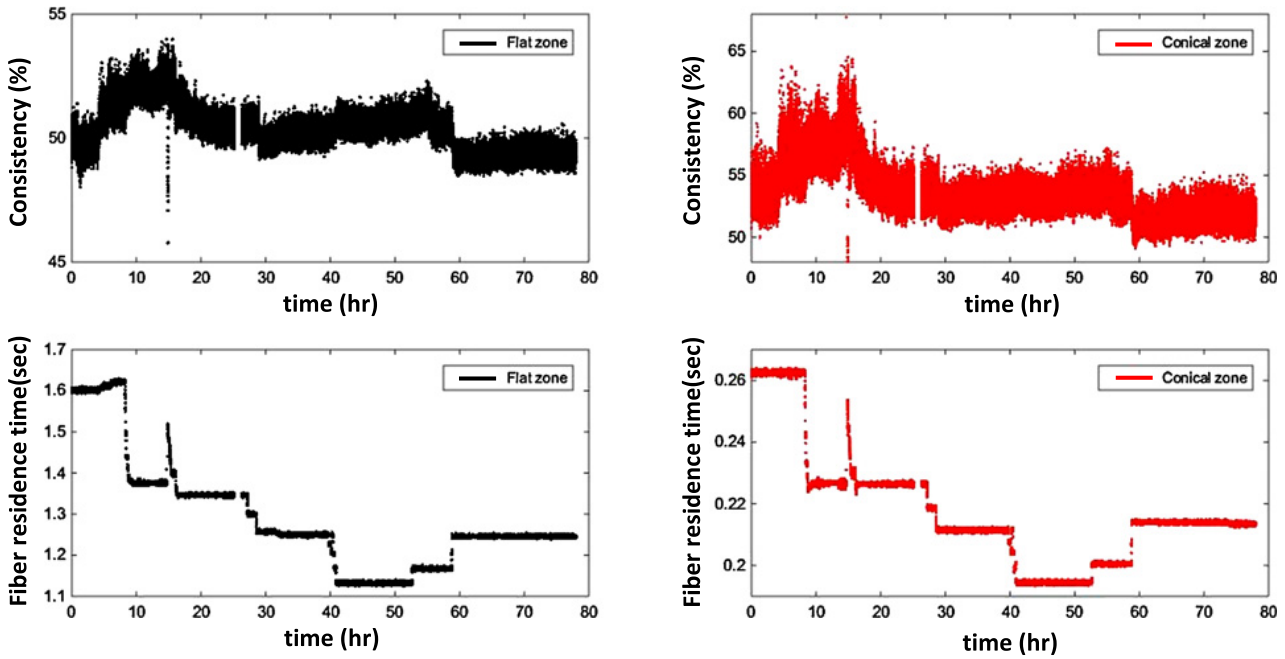 Consistency (%)
55
50
45
0 10 20 30 40 50 60 70 80
time (hr)
Flat zone
Consistency (%)
65
60
55
50
0 10 20 30 40 50 60 70 80
time (hr)
Conical zone
Fiber residence time(sec)
1.7
1.6
1.5
1.4
1.3
1.2
1.1
0 10 20 30 40 50 60 70 80
time (hr)
Flat zone
Fiber residence time(sec)
0.26
0.24
0.22
0.2
0 10 20 30 40 50 60 70 80
time (hr)
Conical zone